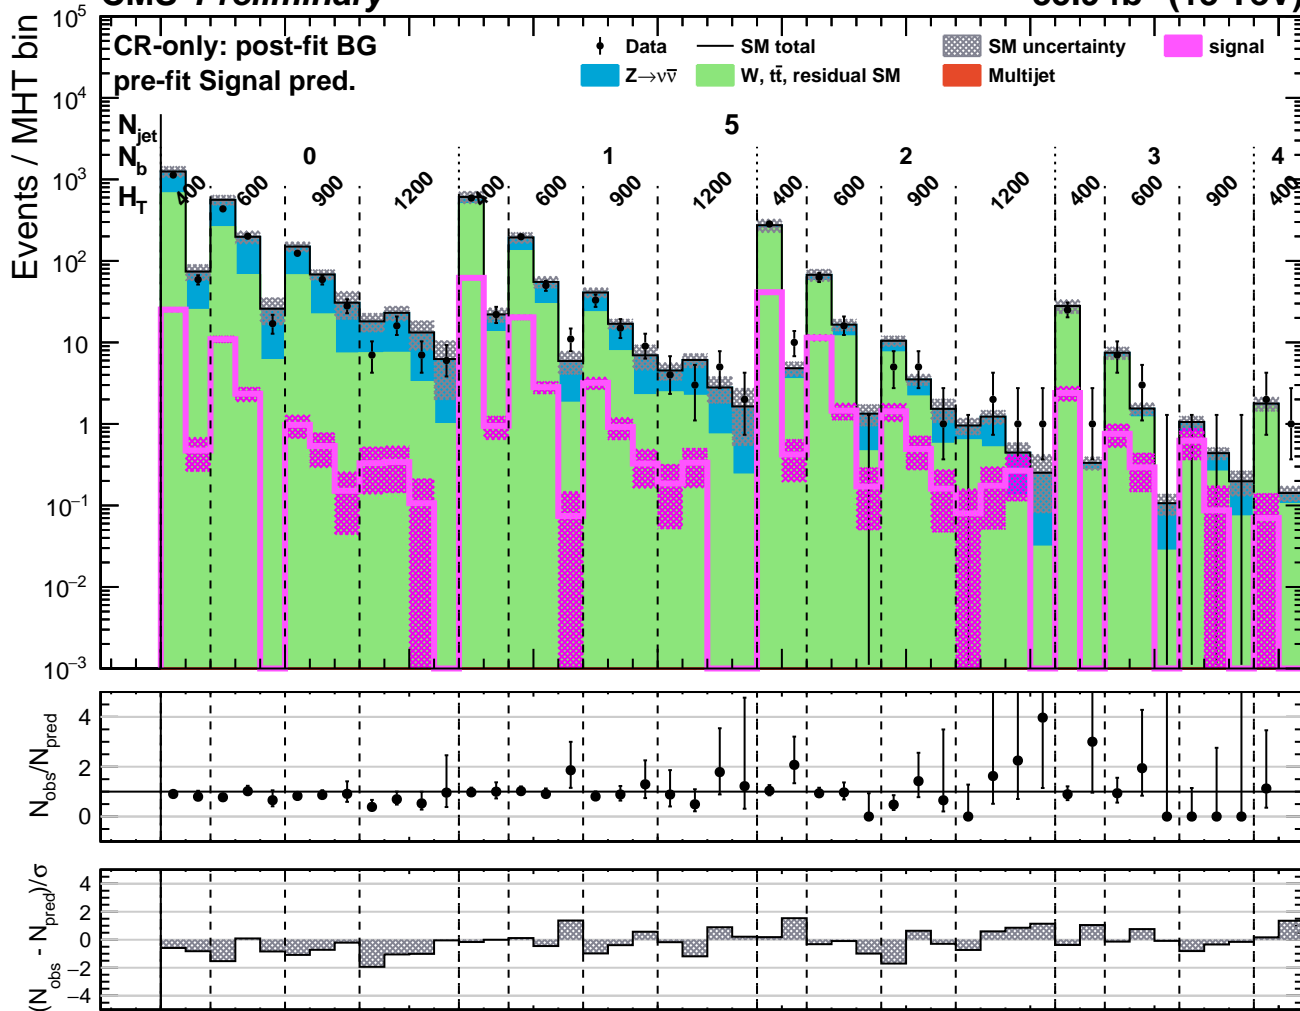 Events / MHT bin
CR-only: post-fit BG
pre-fit Signal pred.
Data
SM total
SM uncertainty
signal
Z→νν̅
W, tt̅, residual SM
Multijet
N_jet
5
N_b
0 1 2 3 4
H_T
400 600 900 1200 400 600 900 1200 400 600 900 1200 400 600 900 400
10^5
10^4
10^3
10^2
10
1
10^−1
10^−2
10^−3
N_obs/N_pred
4
2
0
(N_obs - N_pred)/σ
4
2
0
−2
−4